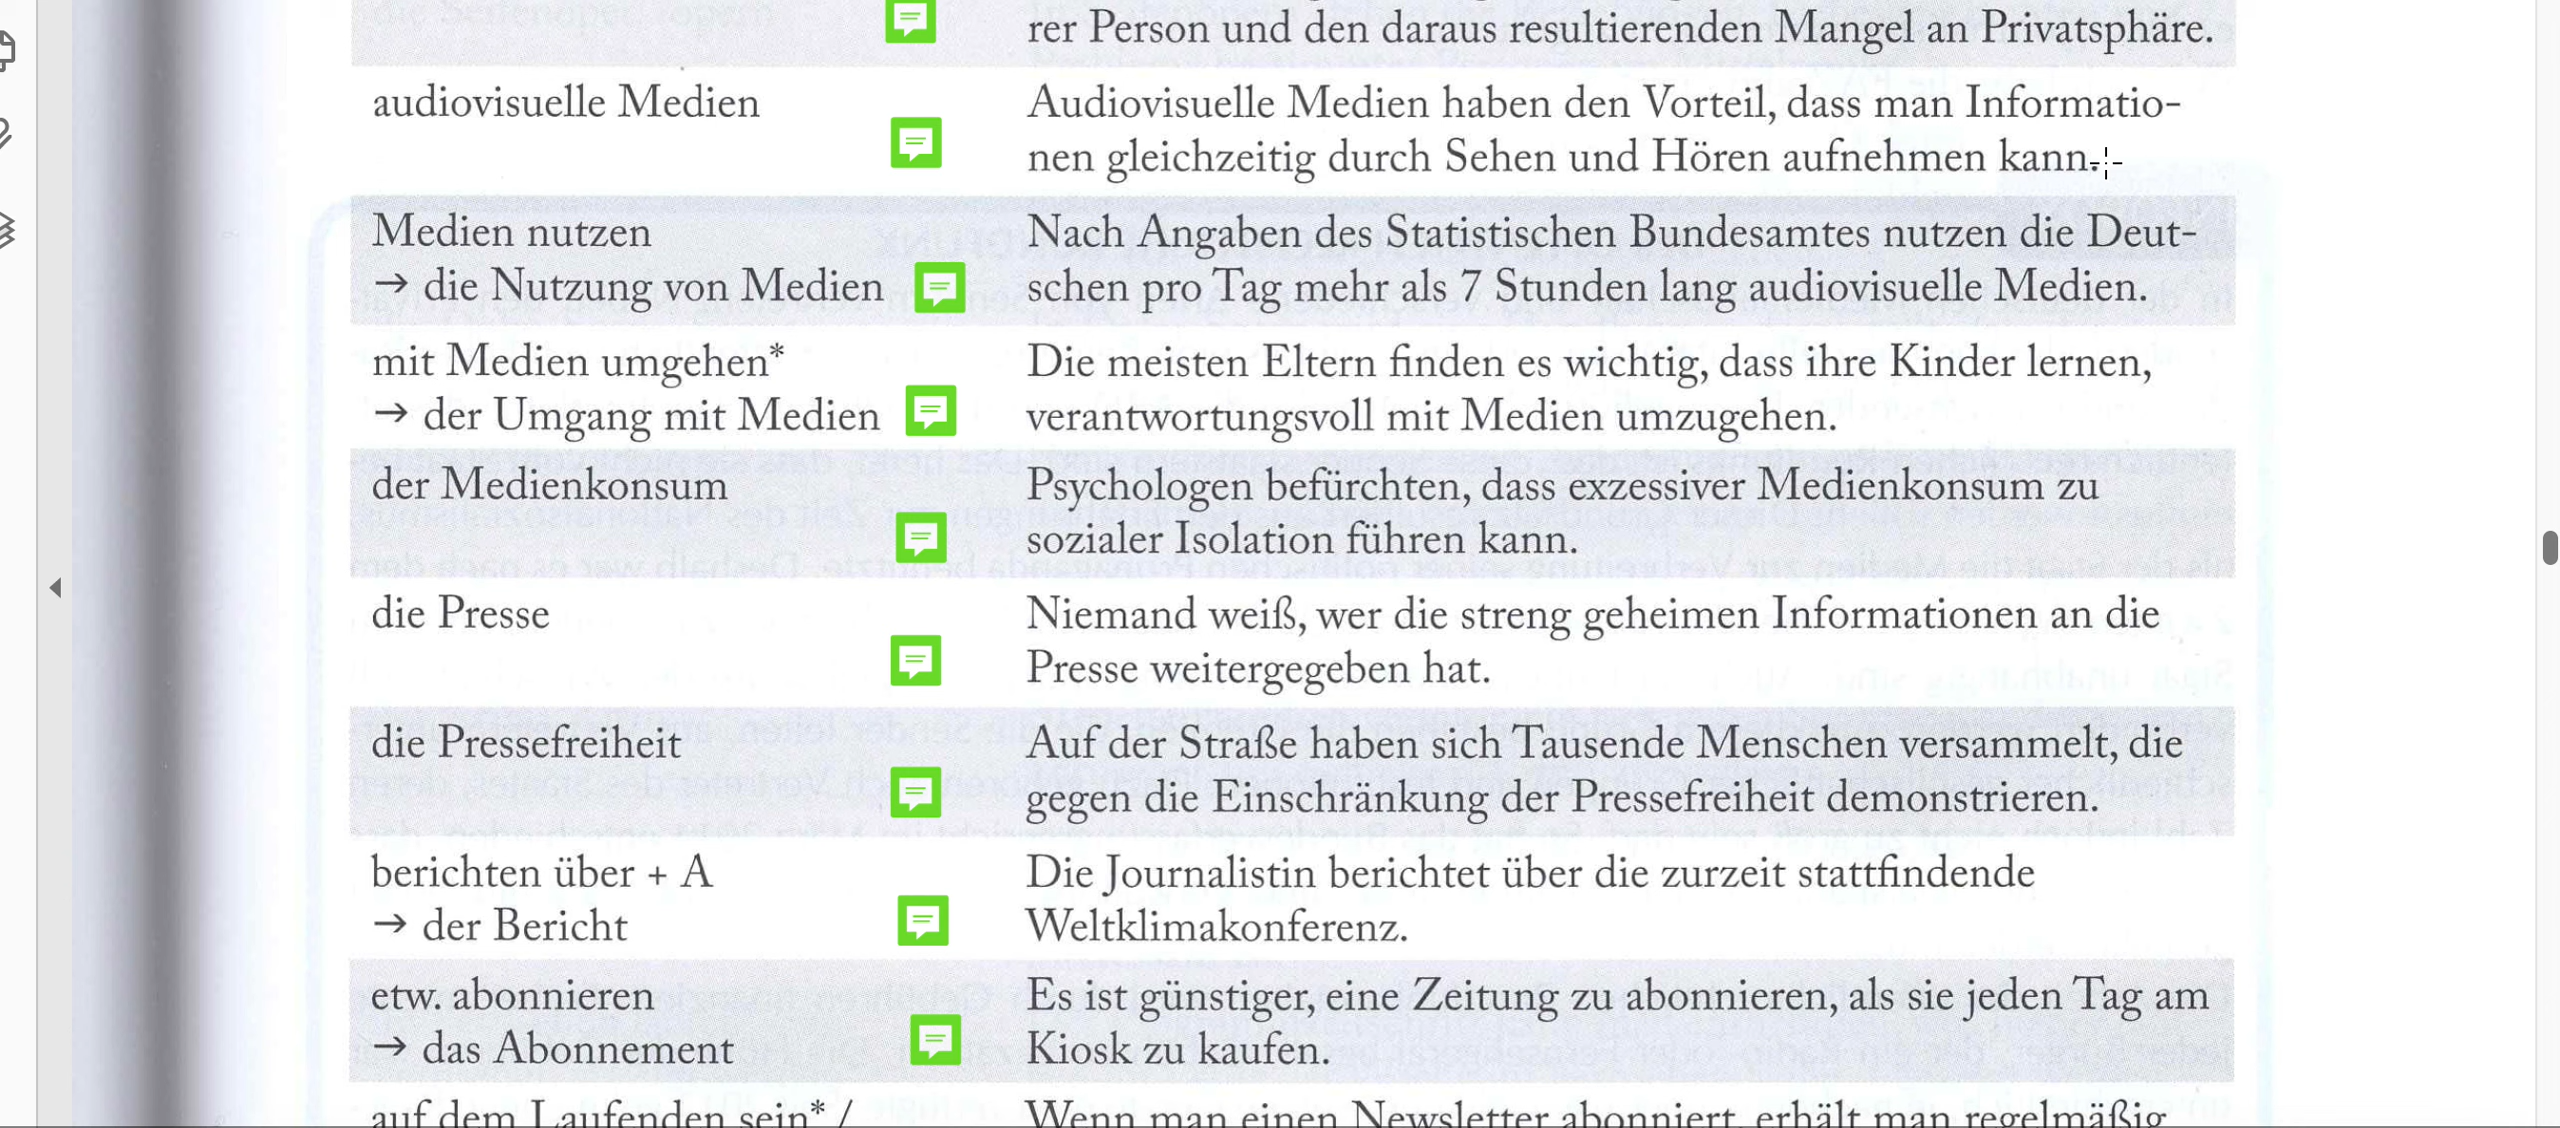 rer Person und den daraus resultierenden Mangel an Privatsphäre.
audiovisuelle Medien
Audiovisuelle Medien haben den Vorteil, dass man Informatio-
nen gleichzeitig durch Sehen und Hören aufnehmen kann.
Medien nutzen
→ die Nutzung von Medien
Nach Angaben des Statistischen Bundesamtes nutzen die Deut-
schen pro Tag mehr als 7 Stunden lang audiovisuelle Medien.
mit Medien umgehen*
→ der Umgang mit Medien
Die meisten Eltern finden es wichtig, dass ihre Kinder lernen,
verantwortungsvoll mit Medien umzugehen.
der Medienkonsum
Psychologen befürchten, dass exzessiver Medienkonsum zu
sozialer Isolation führen kann.
die Presse
Niemand weiß, wer die streng geheimen Informationen an die
Presse weitergegeben hat.
die Pressefreiheit
Auf der Straße haben sich Tausende Menschen versammelt, die
gegen die Einschränkung der Pressefreiheit demonstrieren.
berichten über + A
→ der Bericht
Die Journalistin berichtet über die zurzeit stattfindende
Weltklimakonferenz.
etw. abonnieren
→ das Abonnement
Es ist günstiger, eine Zeitung zu abonnieren, als sie jeden Tag am
Kiosk zu kaufen.
auf dem Laufenden sein* /
Wenn man einen Newsletter abonniert, erhält man regelmäßig